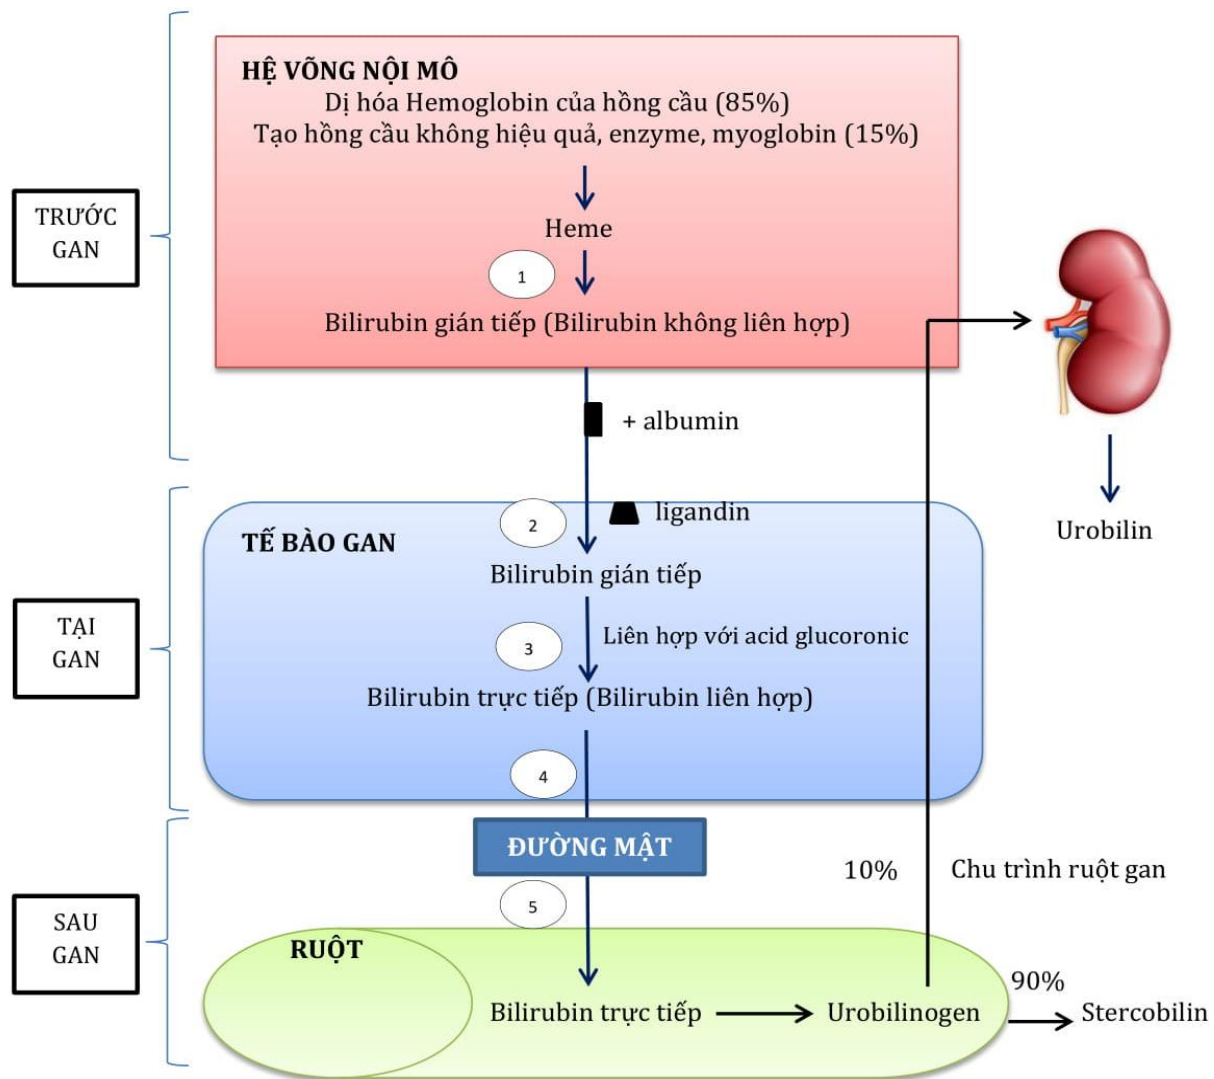 HỆ VÕNG NỘI MÔ
Dị hóa Hemoglobin của hồng cầu (85%)
Tạo hồng cầu không hiệu quả, enzyme, myoglobin (15%)
TRƯỚC
GAN
Heme
1
Bilirubin gián tiếp (Bilirubin không liên hợp)
+ albumin
2
ligandin
TẾ BÀO GAN
Urobilin
Bilirubin gián tiếp
TẠI
GAN
3
Liên hợp với acid glucoronic
Bilirubin trực tiếp (Bilirubin liên hợp)
4
ĐƯỜNG MẬT
10%
Chu trình ruột gan
5
SAU
GAN
RUỘT
90%
Bilirubin trực tiếp
Urobilinogen
Stercobilin